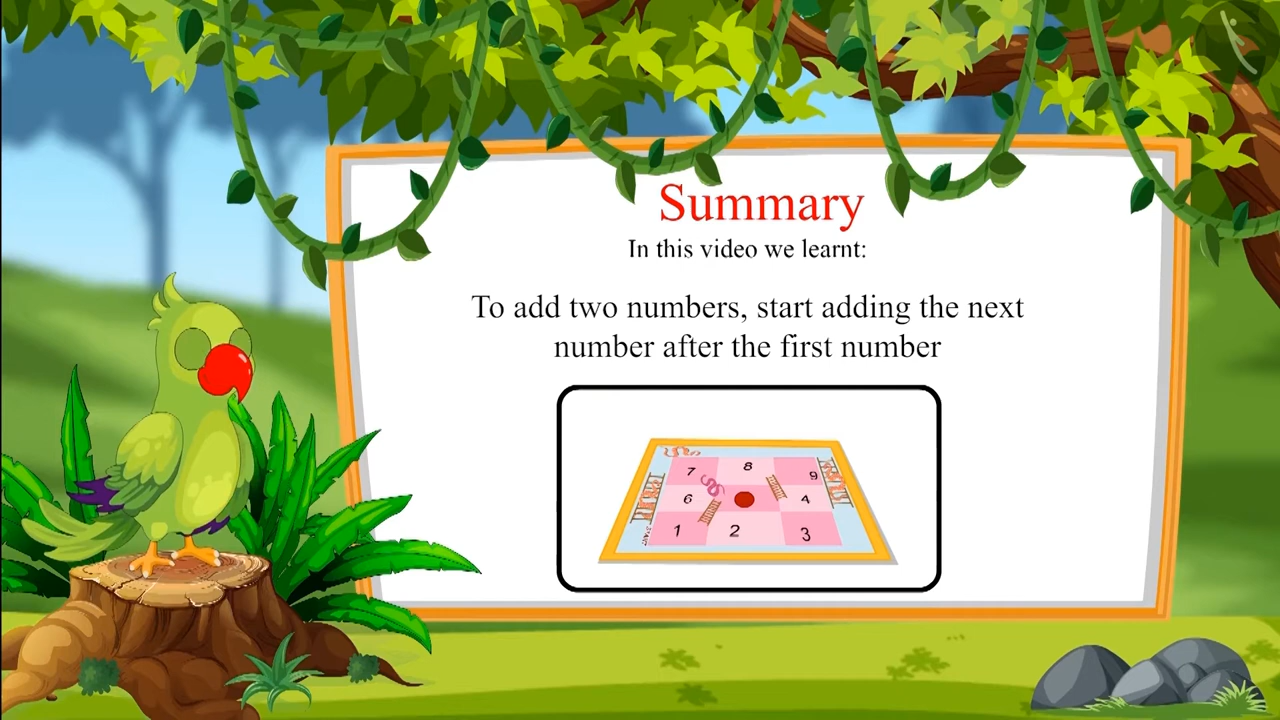 Summary
In this video we learnt:
To add two numbers, start adding the next
number after the first number
7 8 9
6 4
1 2 3
START